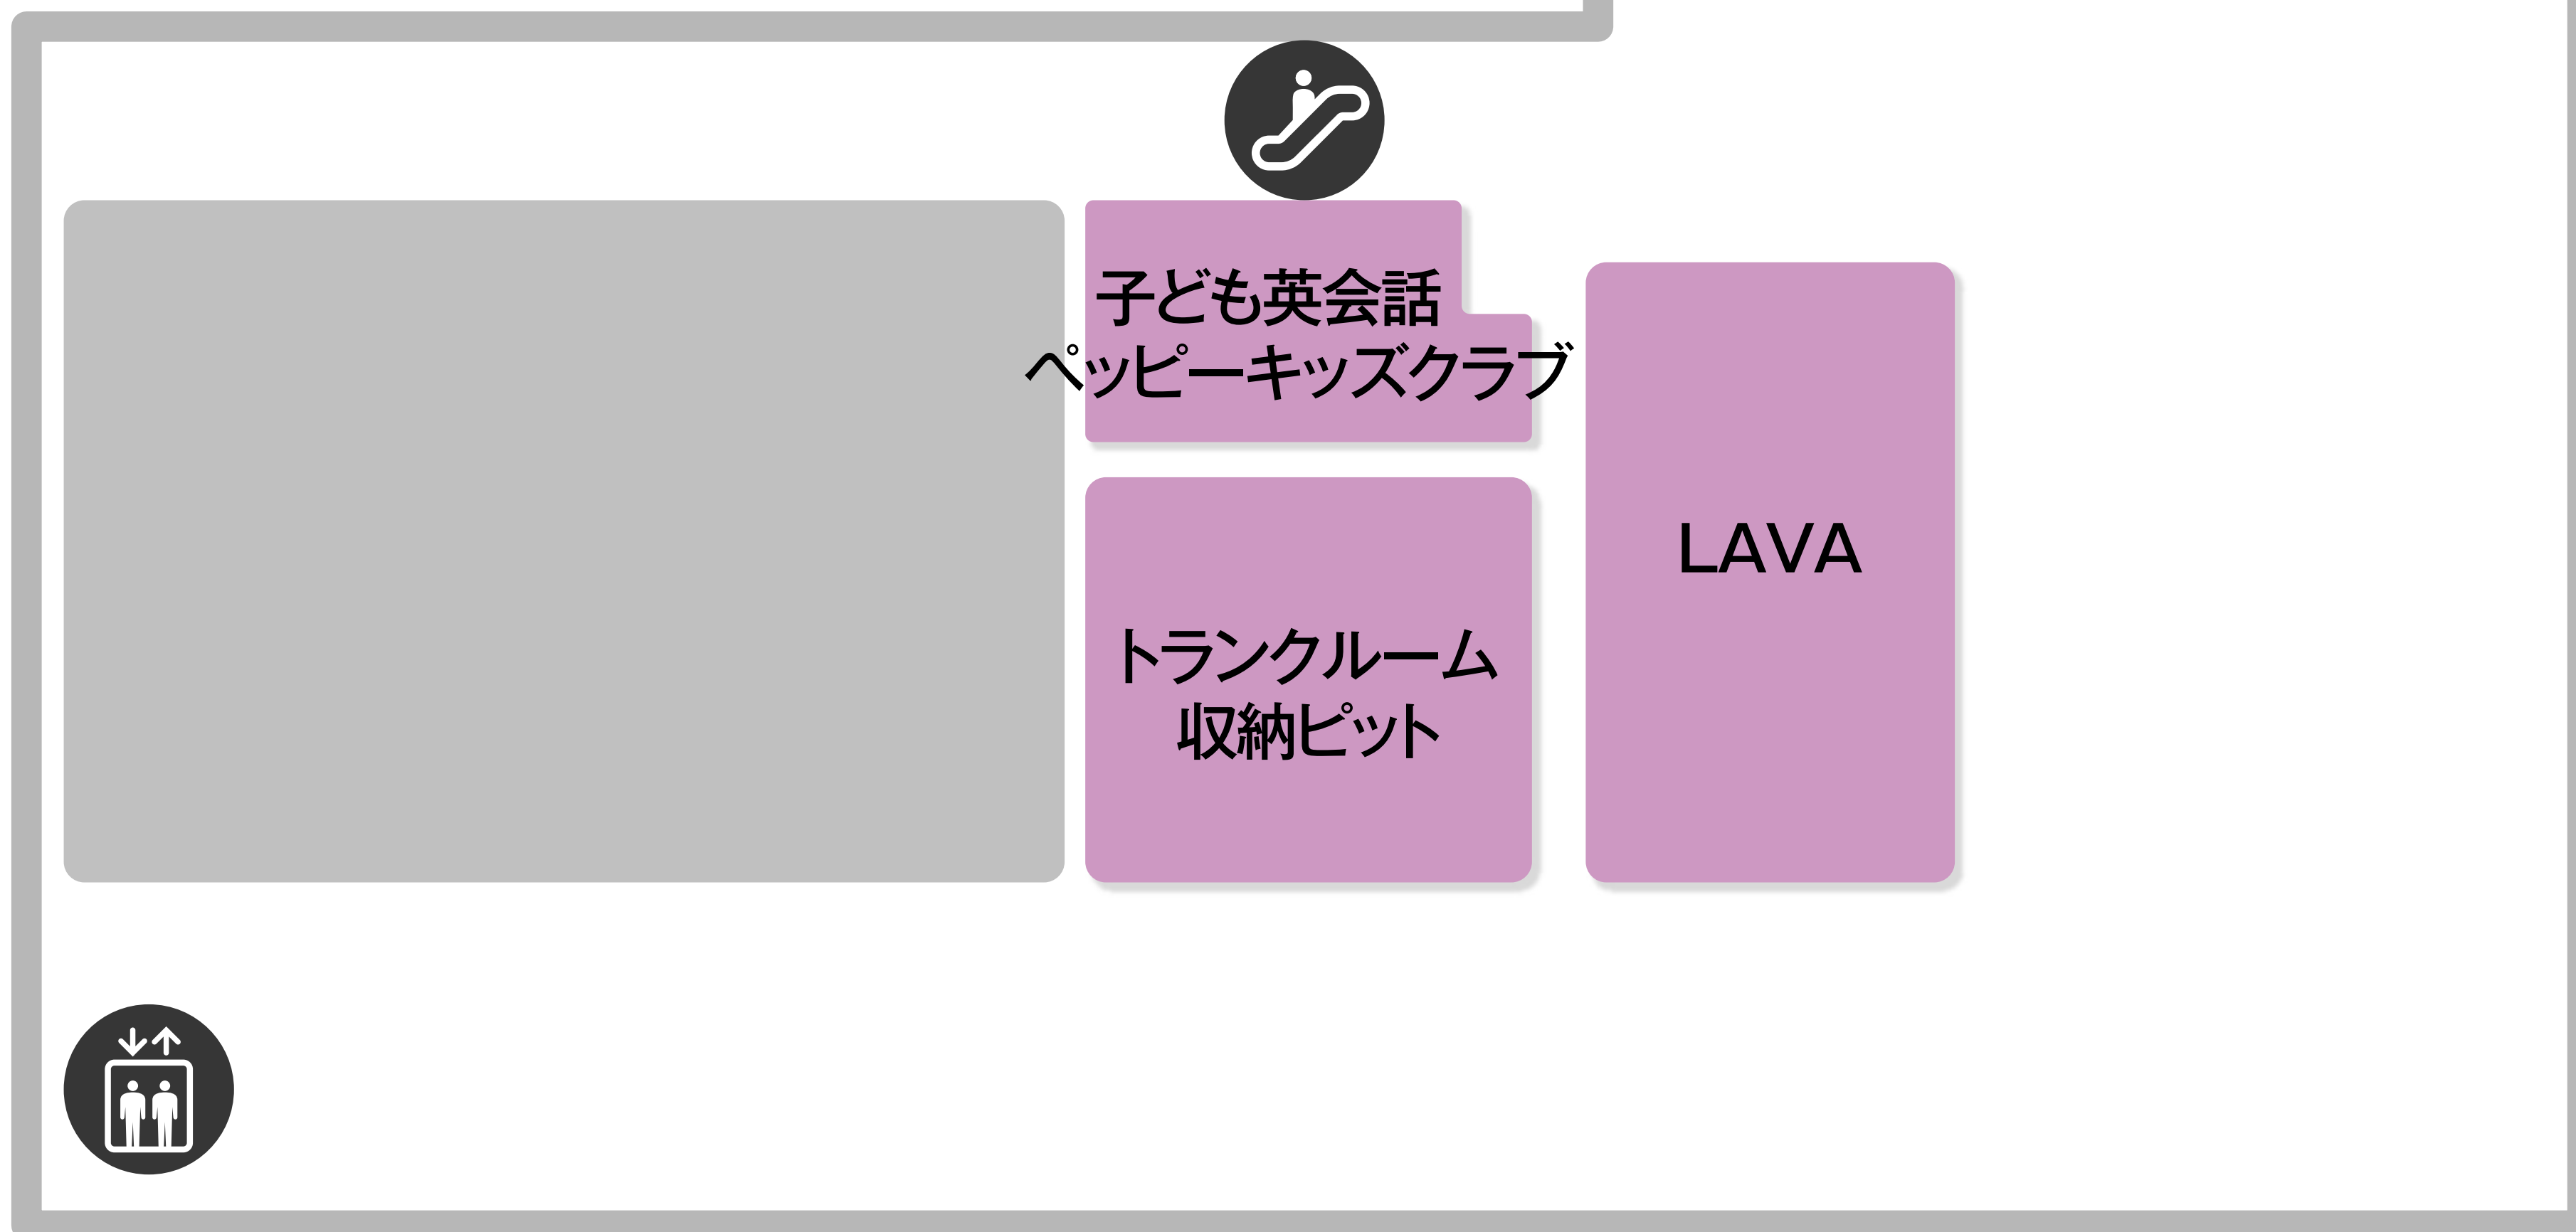 子ども英会話
ペッピーキッズクラブ
トランクルーム
収納ピット
LAVA